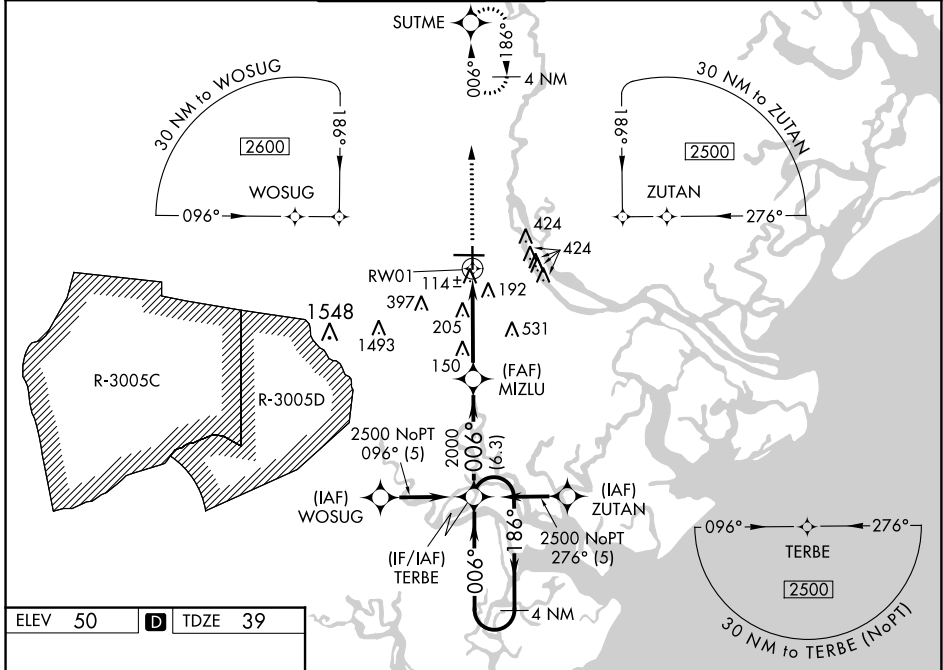 SUTME
186°
006°
4 NM
30 NM to WOSUG
2600
186°
WOSUG
096°
30 NM to ZUTAN
2500
186°
ZUTAN
276°
424
424
RW01
114±
192
397
205
531
1548
1493
150
R-3005C
R-3005D
(FAF)
MIZLU
2000
006°
(6.3)
2500 NoPT
096° (5)
(IAF)
WOSUG
(IAF)
ZUTAN
2500 NoPT
276° (5)
(IF/IAF)
TERBE
006°
186°
4 NM
096°
276°
TERBE
2500
30 NM to TERBE (NoPT)
ELEV 50 D TDZE 39